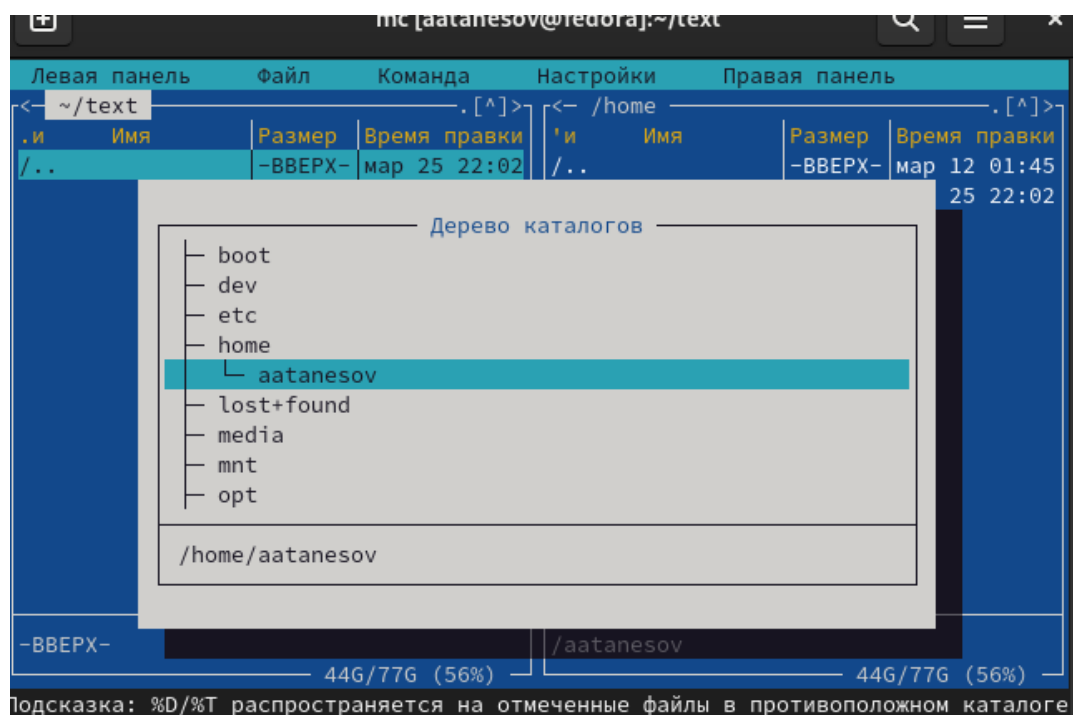 mc [aatanesov@fedora]:~/text
Левая панель Файл Команда Настройки Правая панель
<─ ~/text ─.[^]> <─ /home ─.[^]>
.и Имя Размер Время правки 'и Имя Размер Время правки
/.. -ВВЕРХ- мар 25 22:02 /.. -ВВЕРХ- мар 12 01:45
25 22:02
Дерево каталогов
boot
dev
etc
home
aatanesov
lost+found
media
mnt
opt
/home/aatanesov
-ВВЕРХ- /aatanesov
44G/77G (56%) 44G/77G (56%)
Подсказка: %D/%T распространяется на отмеченные файлы в противоположном каталоге